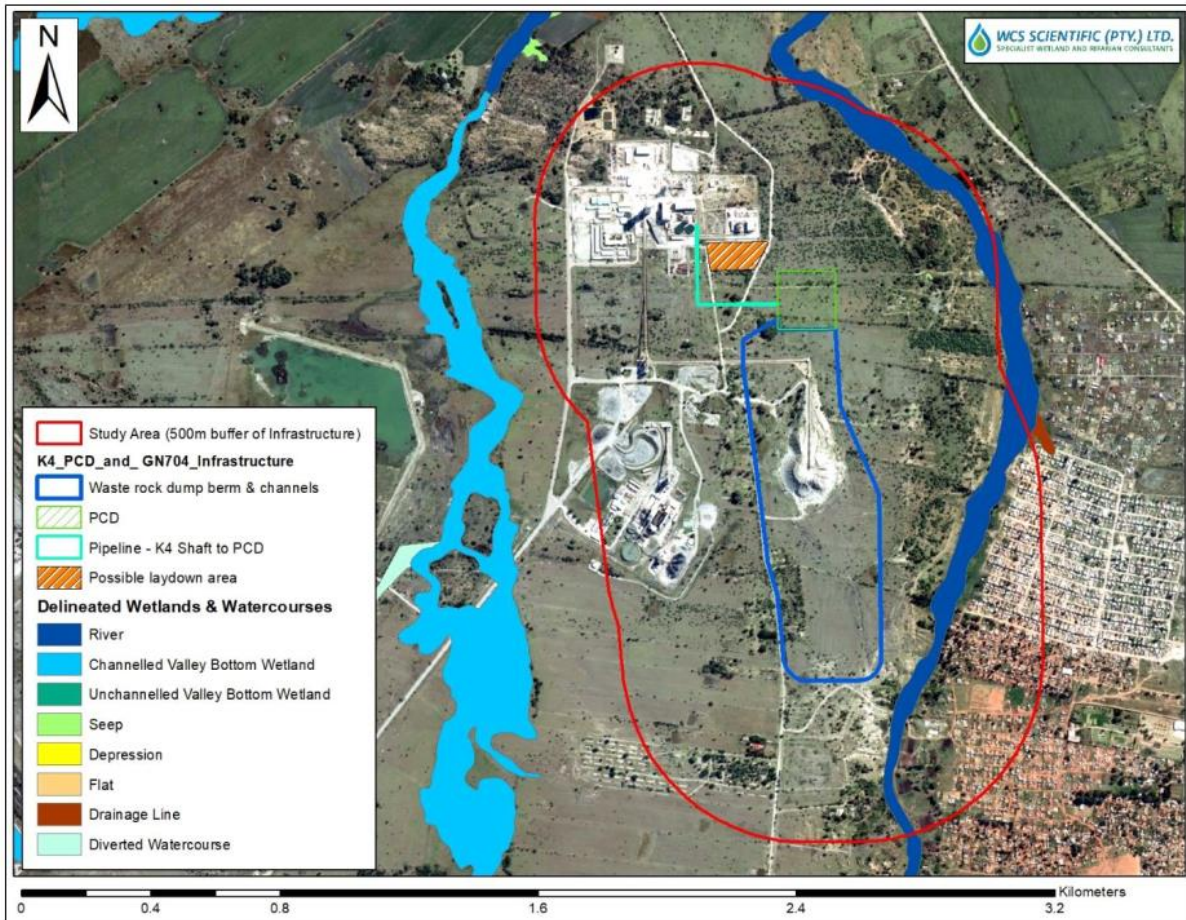 N
WCS SCIENTIFIC (PTY.) LTD.
SPECIALIST WETLAND AND RIPARIAN CONSULTANTS
Study Area (500m buffer of Infrastructure)
K4_PCD_and_ GN704_Infrastructure
Waste rock dump berm & channels
PCD
Pipeline - K4 Shaft to PCD
Possible laydown area
Delineated Wetlands & Watercourses
River
Channelled Valley Bottom Wetland
Unchannelled Valley Bottom Wetland
Seep
Depression
Flat
Drainage Line
Diverted Watercourse
Kilometers
0 0.4 0.8 1.6 2.4 3.2